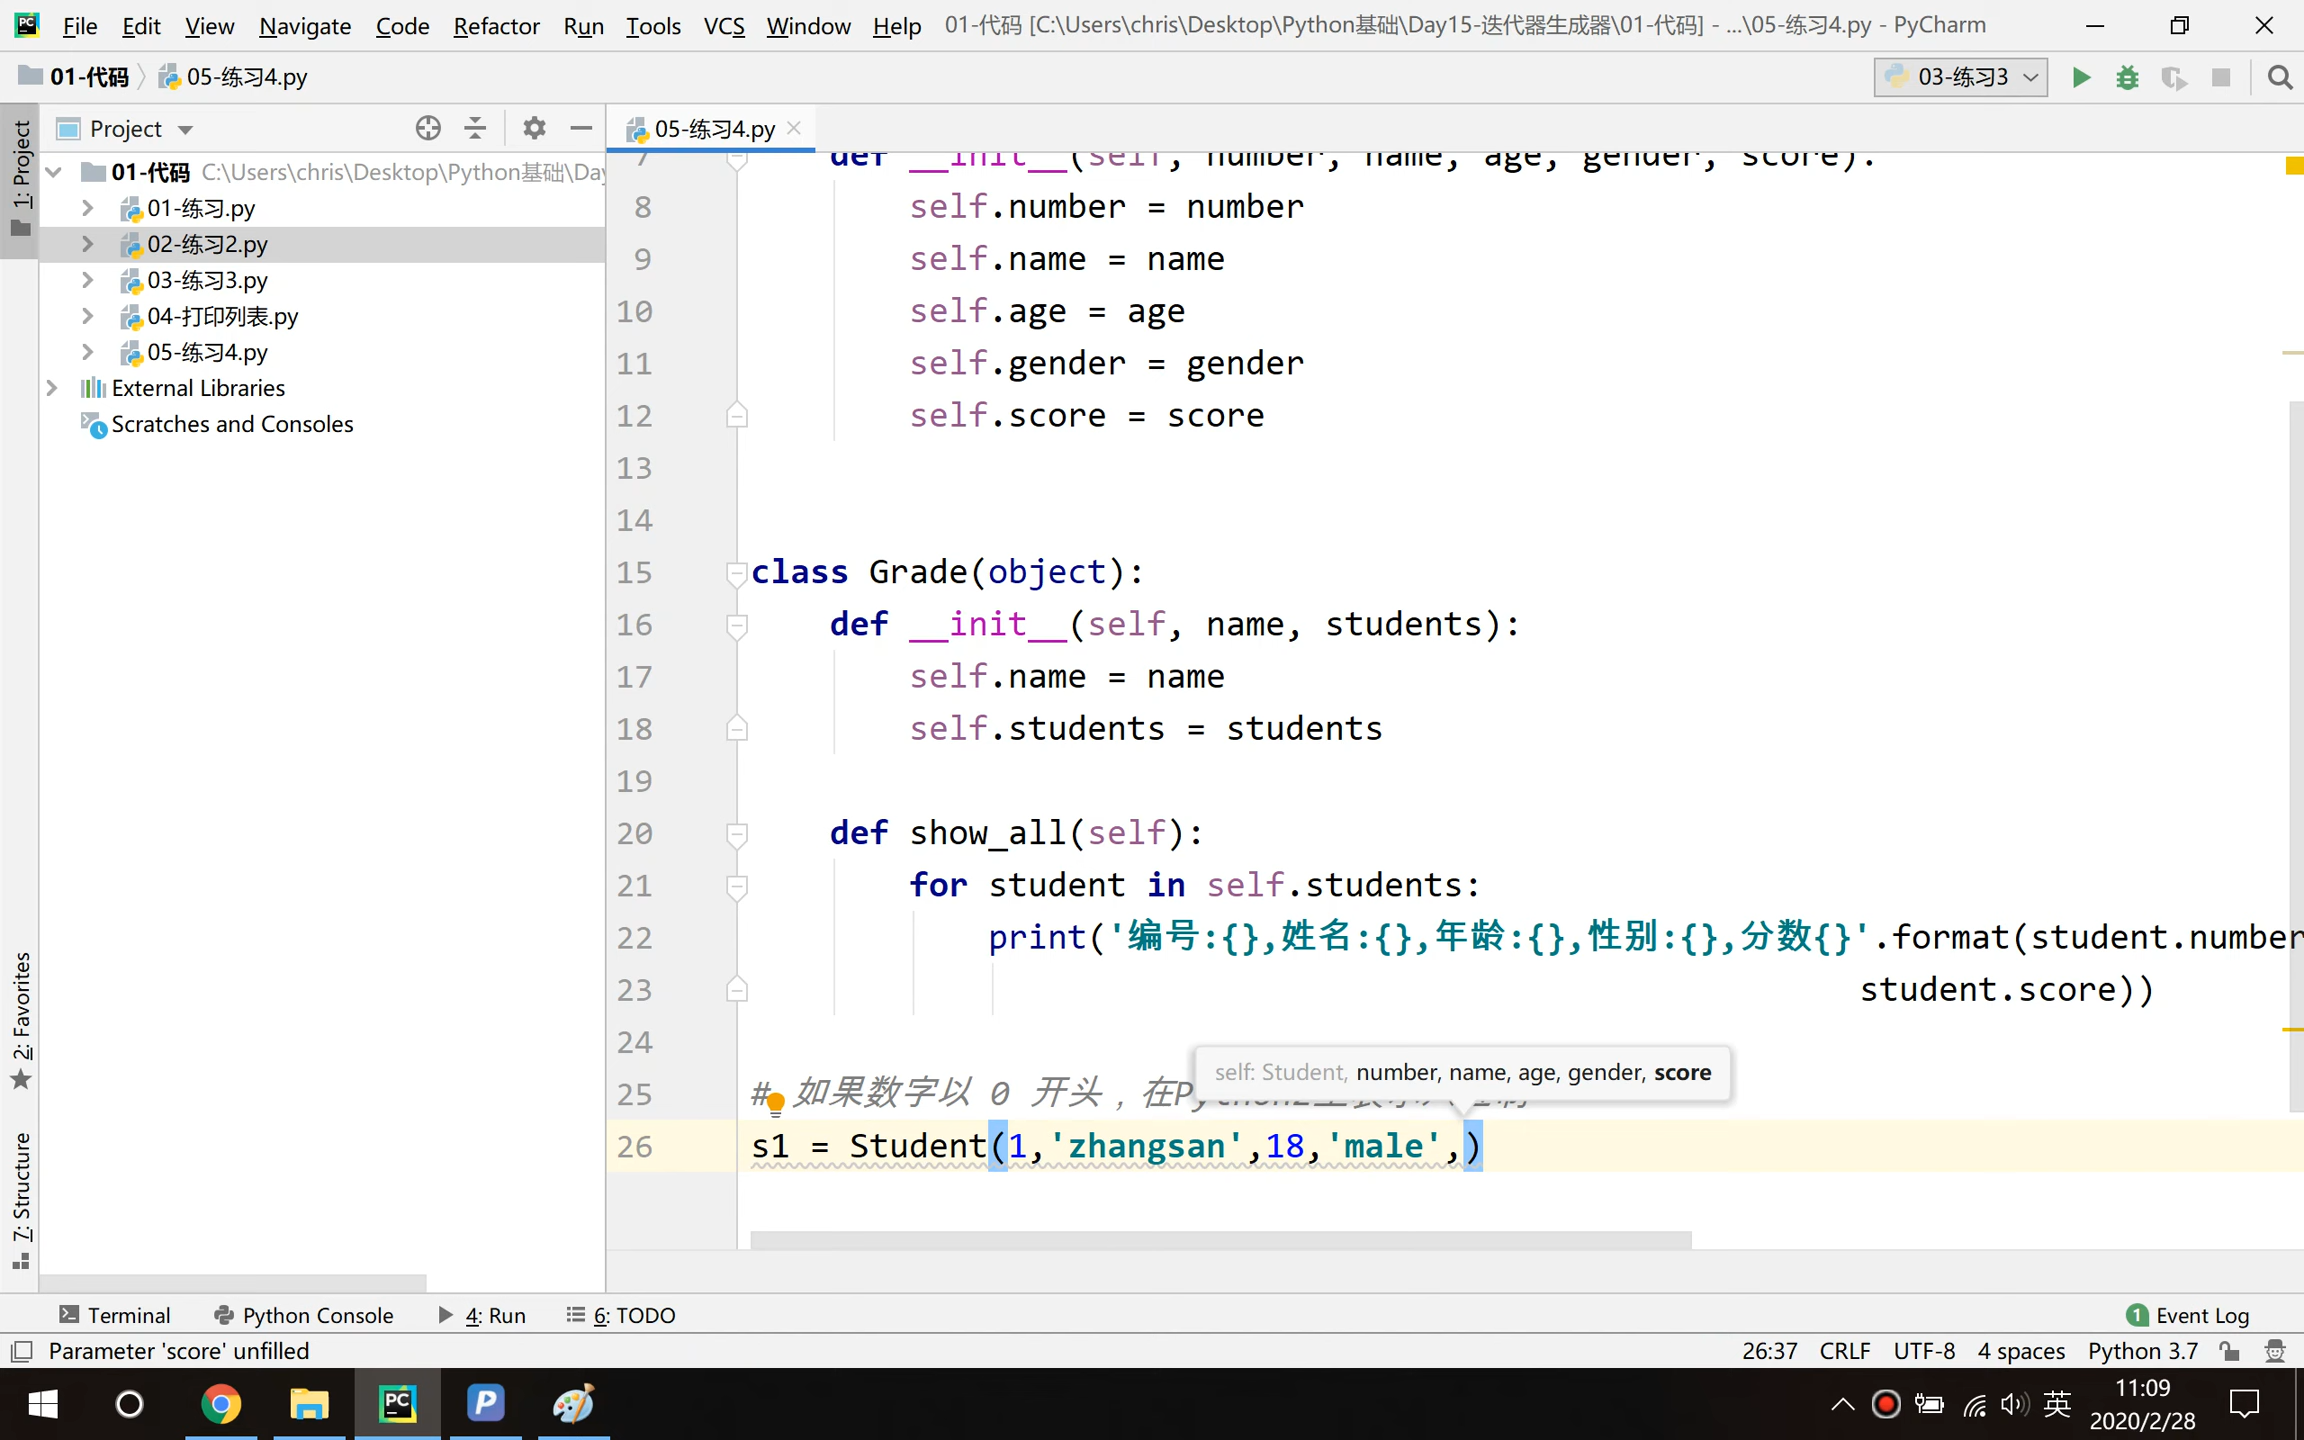 File Edit View Navigate Code Refactor Run Tools VCS Window Help 01-代码 [C:\Users\chris\Desktop\Python基础\Day15-迭代器生成器\01-代码] - ...\05-练习4.py - PyCharm
01-代码 05-练习4.py 03-练习3
Project 05-练习4.py
1: Project
01-代码 C:\Users\chris\Desktop\Python基础\Day
01-练习.py
02-练习2.py
03-练习3.py
04-打印列表.py
05-练习4.py
External Libraries
Scratches and Consoles
2: Favorites
7: Structure
7 def __init__(self, number, name, age, gender, score):
8 self.number = number
9 self.name = name
10 self.age = age
11 self.gender = gender
12 self.score = score
13
14
15 class Grade(object):
16 def __init__(self, name, students):
17 self.name = name
18 self.students = students
19
20 def show_all(self):
21 for student in self.students:
22 print('编号:{},姓名:{},年龄:{},性别:{},分数{}'.format(student.number
23 student.score))
24
self: Student, number, name, age, gender, score
25 # 如果数字以 0 开头，在
26 s1 = Student(1,'zhangsan',18,'male',)
Terminal Python Console 4: Run 6: TODO 1 Event Log
Parameter 'score' unfilled 26:37 CRLF UTF-8 4 spaces Python 3.7
英 11:09
2020/2/28